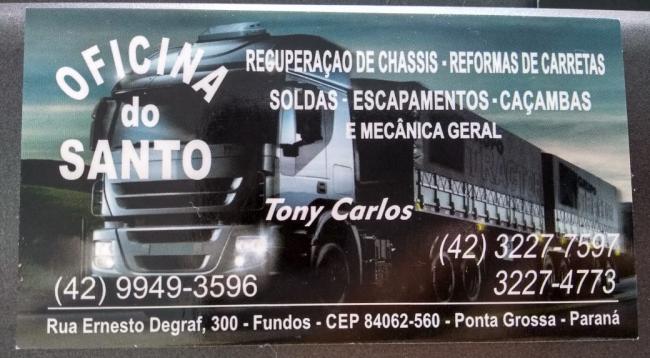 OFICINA
do
SANTO
RECUPERAÇAO DE CHASSIS - REFORMAS DE CARRETAS
SOLDAS - ESCAPAMENTOS - CAÇAMBAS
E MECÂNICA GERAL
Tony Carlos
(42) 9949-3596
(42) 3227-7597
3227-4773
Rua Ernesto Degraf, 300 - Fundos - CEP 84062-560 - Ponta Grossa - Paraná